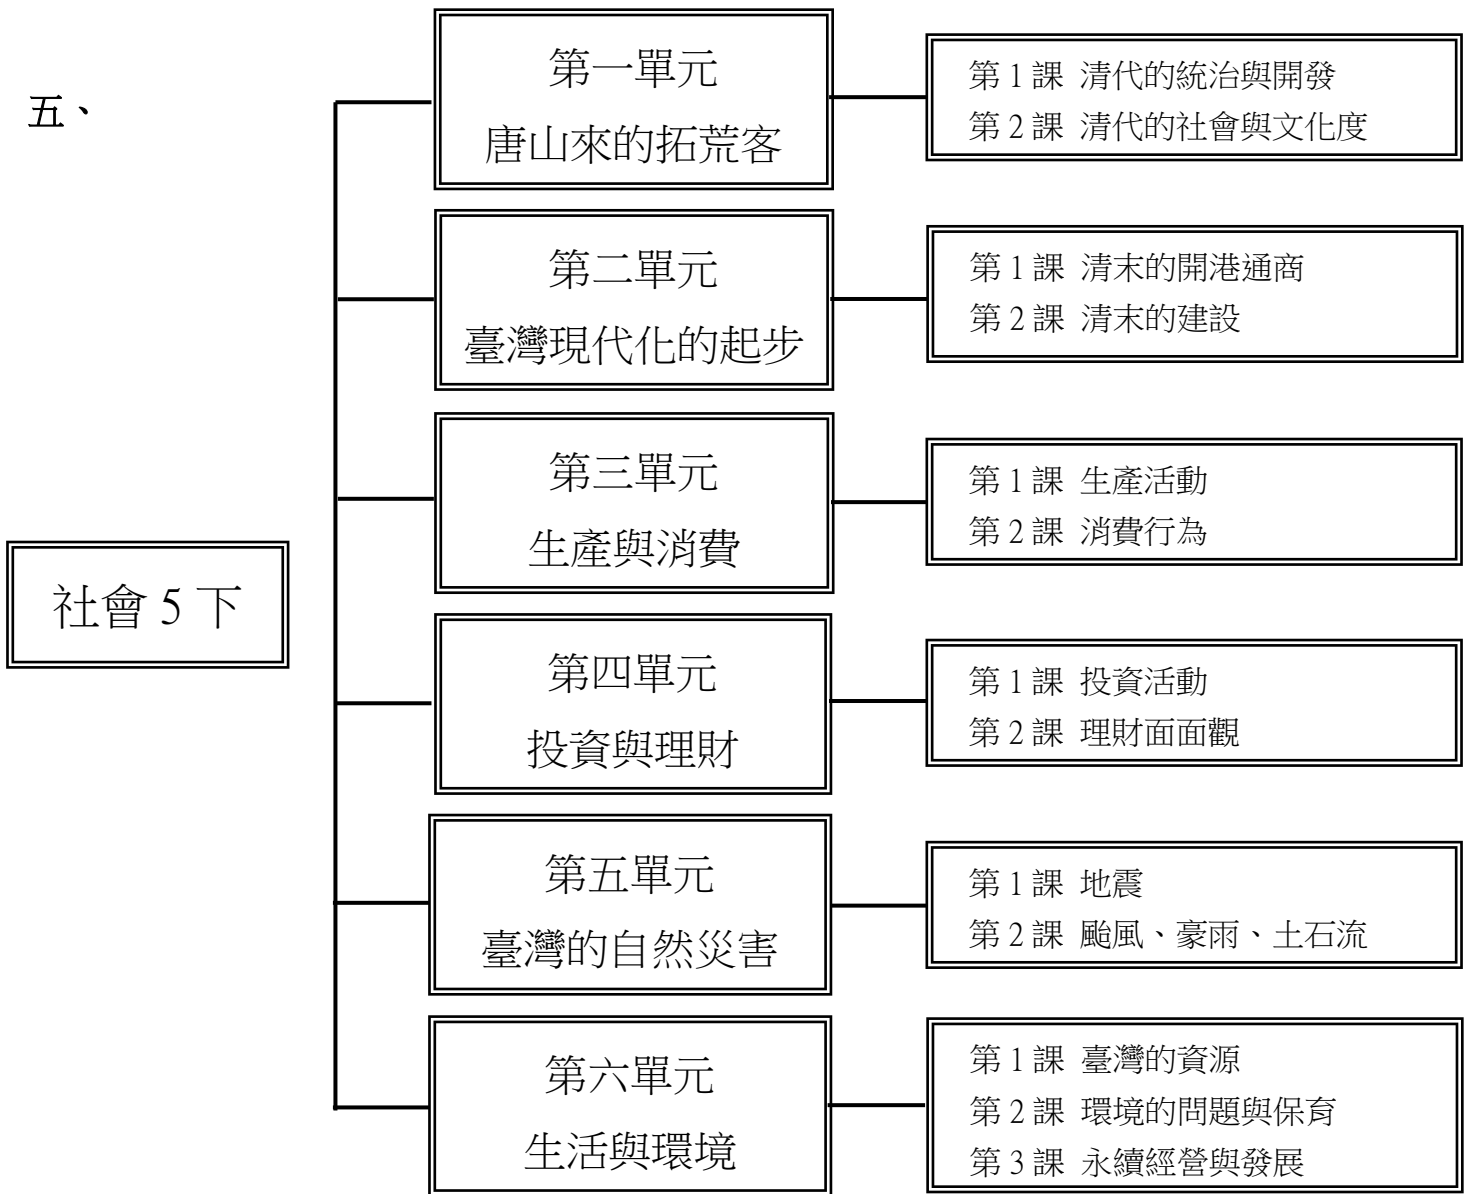 五、
社會 5 下
第一單元
唐山來的拓荒客
第 1 課 清代的統治與開發
第 2 課 清代的社會與文化度
第二單元
臺灣現代化的起步
第 1 課 清末的開港通商
第 2 課 清末的建設
第三單元
生產與消費
第 1 課 生產活動
第 2 課 消費行為
第四單元
投資與理財
第 1 課 投資活動
第 2 課 理財面面觀
第五單元
臺灣的自然災害
第 1 課 地震
第 2 課 颱風、豪雨、土石流
第六單元
生活與環境
第 1 課 臺灣的資源
第 2 課 環境的問題與保育
第 3 課 永續經營與發展